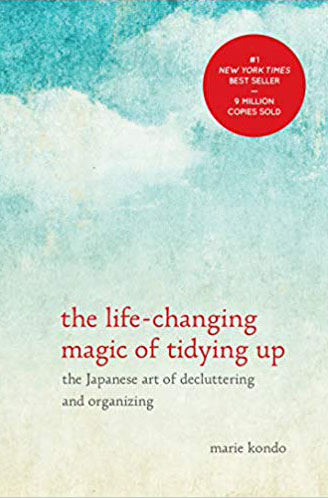 #1
NEW YORK TIMES
BEST SELLER
—
9 MILLION
COPIES SOLD
the life-changing
magic of tidying up
the Japanese art of decluttering
and organizing
marie kondo